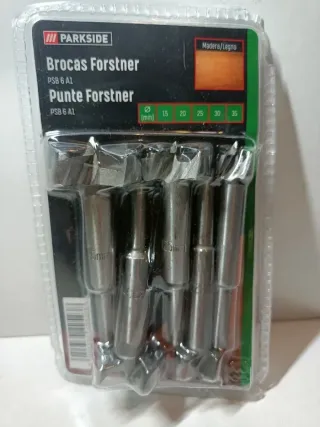 /// PARKSIDE
Madera/Legno
Brocas Forstner
PSB 6 A1
Punte Forstner
PSB 6 A1
Ø (mm) 15 20 25 30 35